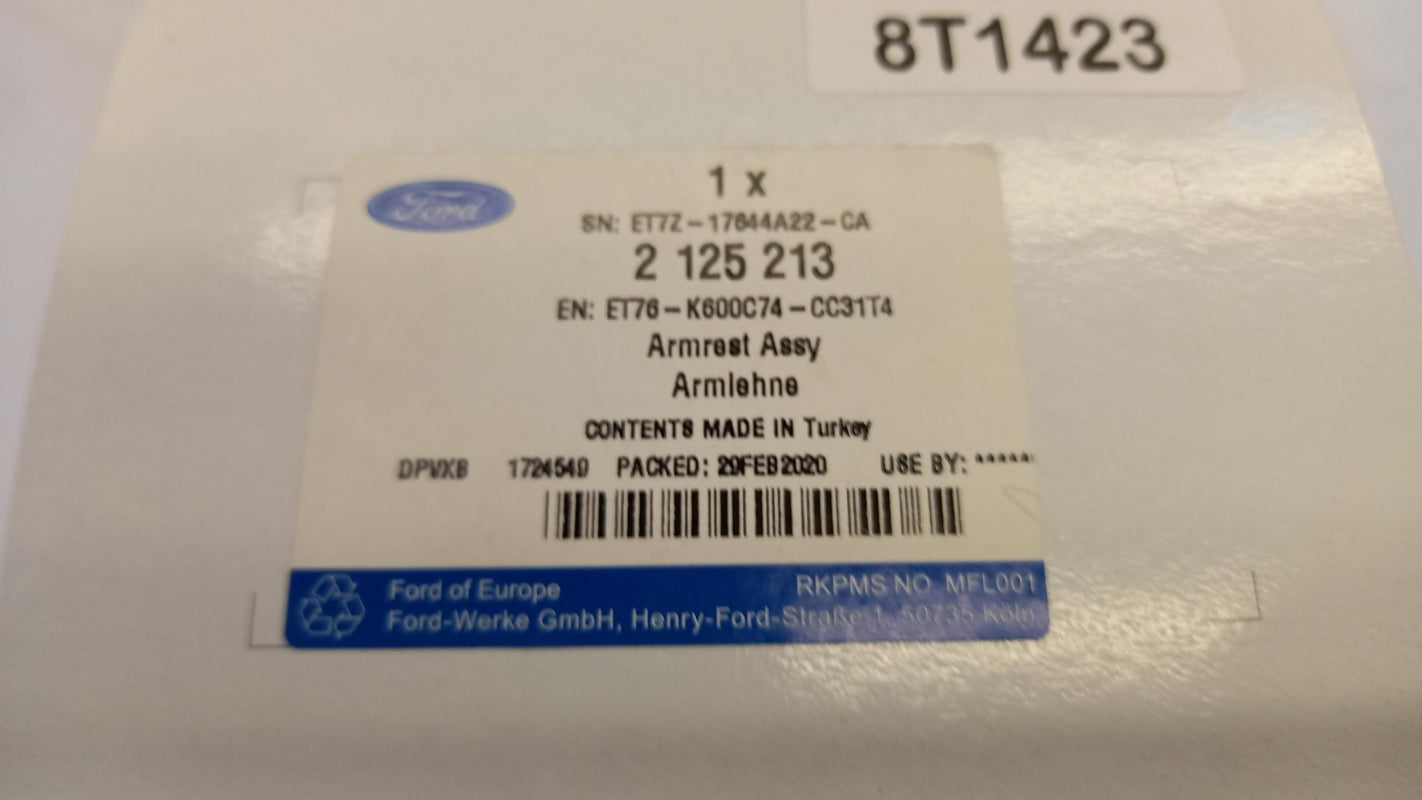 8T1423
Ford
1 x
SN: ET7Z-17644A22-CA
2 125 213
EN: ET76-K600C74-CC31T4
Armrest Assy
Armlehne
CONTENTS MADE IN Turkey
DPVXB 1724549 PACKED: 29FEB2020 USE BY: *****
Ford of Europe RKPMS NO MFL001
Ford-Werke GmbH, Henry-Ford-Straße 1, 50735 Köln